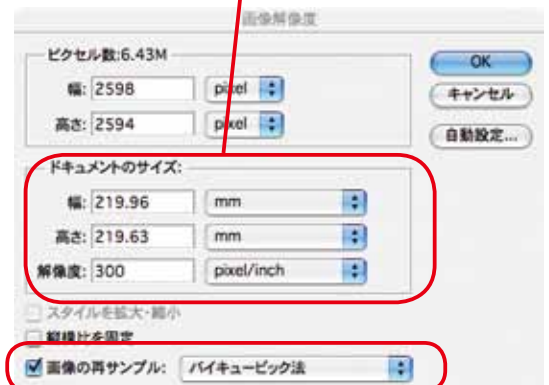 画像解像度
ピクセル数:6.43M
幅: 2598 pixel
高さ: 2594 pixel
OK
キャンセル
自動設定...
ドキュメントのサイズ:
幅: 219.96 mm
高さ: 219.63 mm
解像度: 300 pixel/inch
スタイルを拡大・縮小
縦横比を固定
画像の再サンプル: バイキュービック法